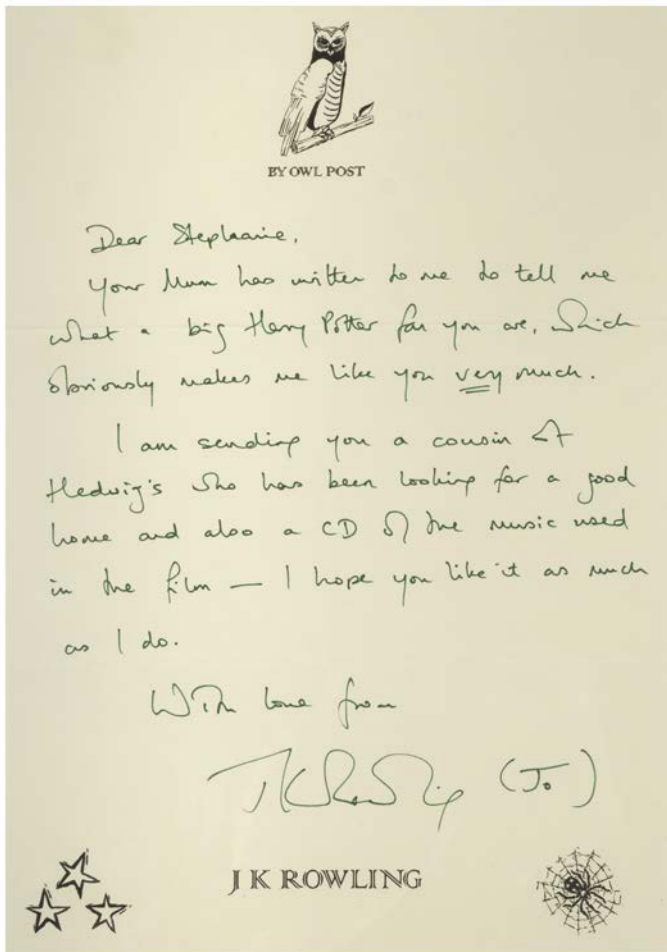 BY OWL POST
Dear Stephanie,
Your Mum has written to me to tell me
what a big Harry Potter fan you are, which
obviously makes me like you very much.
I am sending you a cousin of
Hedwig's who has been looking for a good
home and also a CD of the music used
in the film — I hope you like it as much
as I do.
With love from
JKRowling (Jo)
J K ROWLING